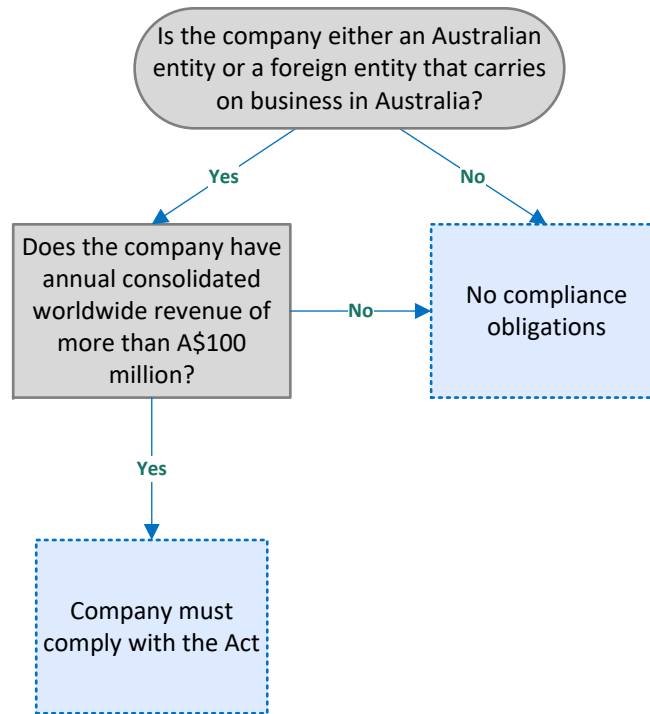 Is the company either an Australian
entity or a foreign entity that carries
on business in Australia?
Yes
No
Does the company have
annual consolidated
worldwide revenue of
more than A$100
million?
No
No compliance
obligations
Yes
Company must
comply with the Act